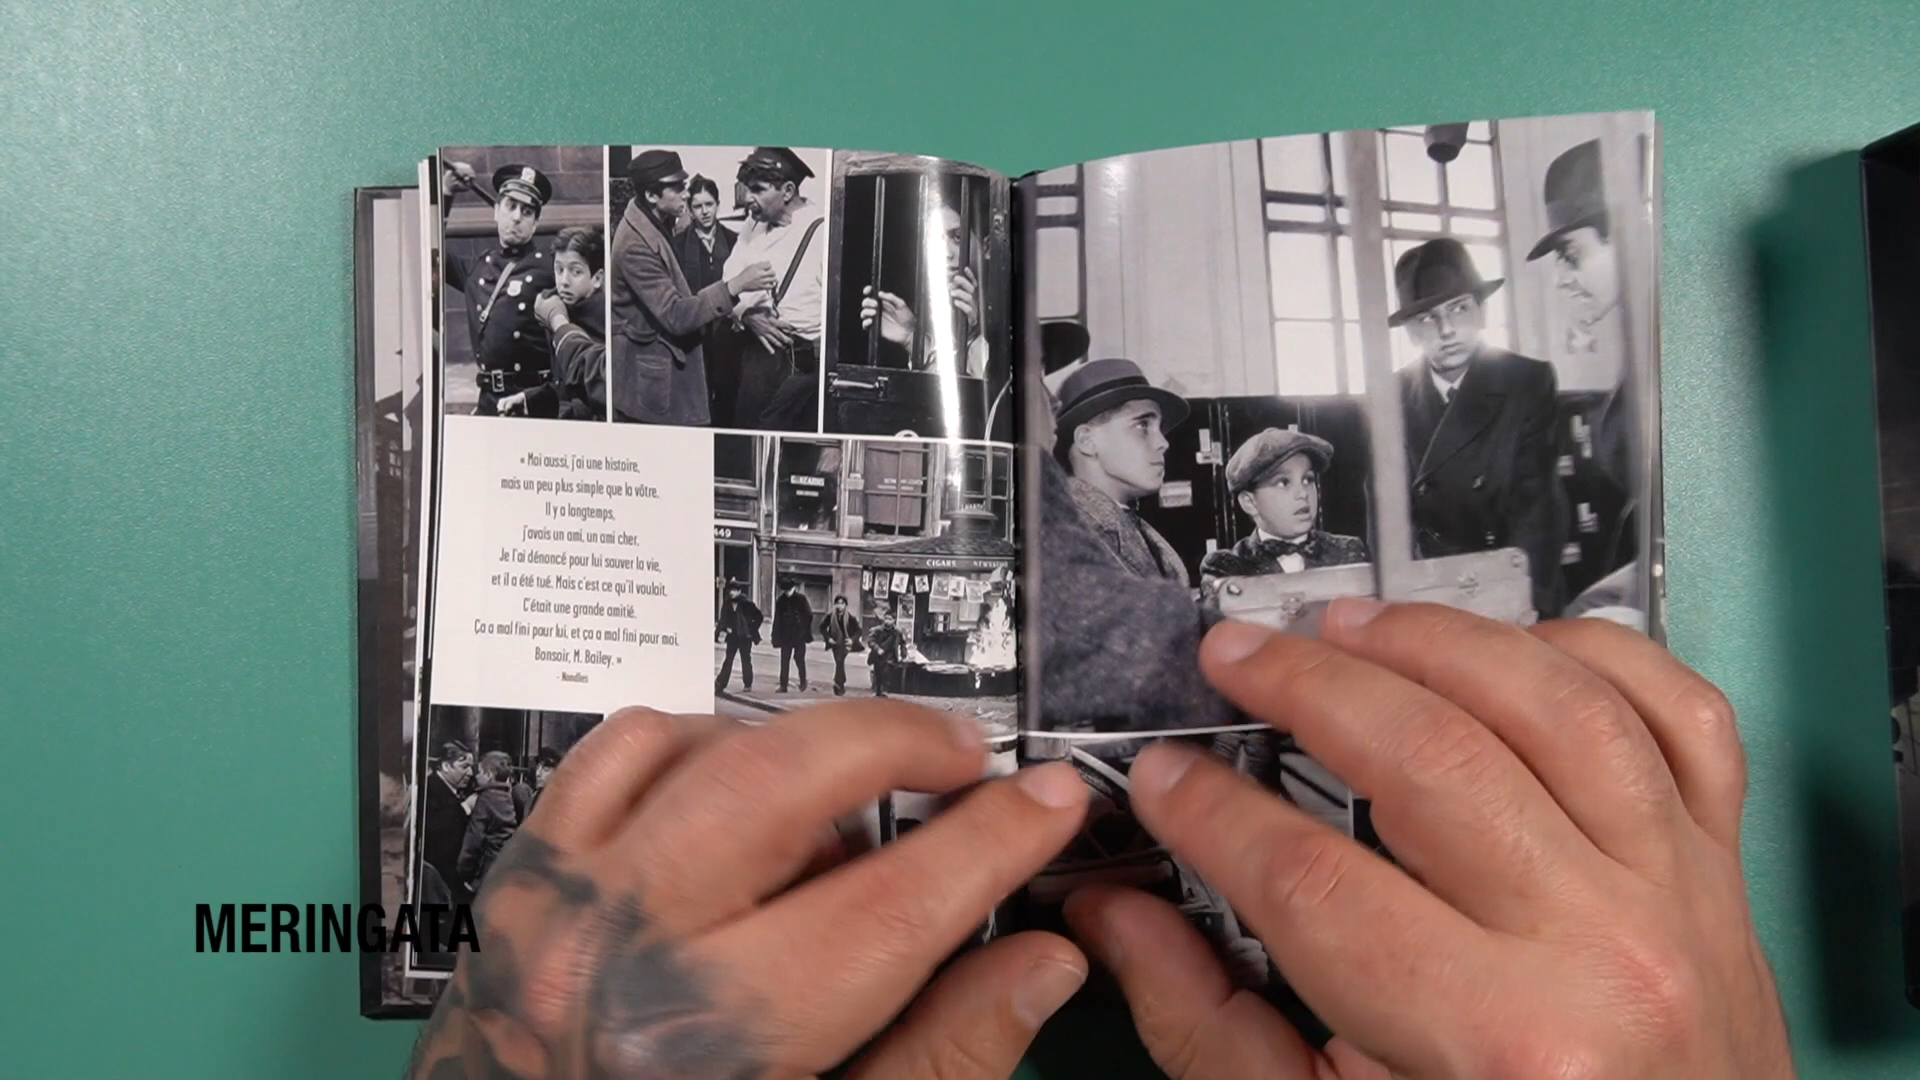 « Moi aussi, j'ai une histoire,
mais un peu plus simple que la vôtre.
Il y a longtemps,
j'avais un ami, un ami cher.
Je l'ai dénoncé pour lui sauver la vie,
et il a été tué. Mais c'est ce qu'il voulait.
C'était une grande amitié.
Ça a mal fini pour lui, et ça a mal fini pour moi.
Bonsoir, M. Bailey. »
- Noodles
449
CIGARS
MERINGATA